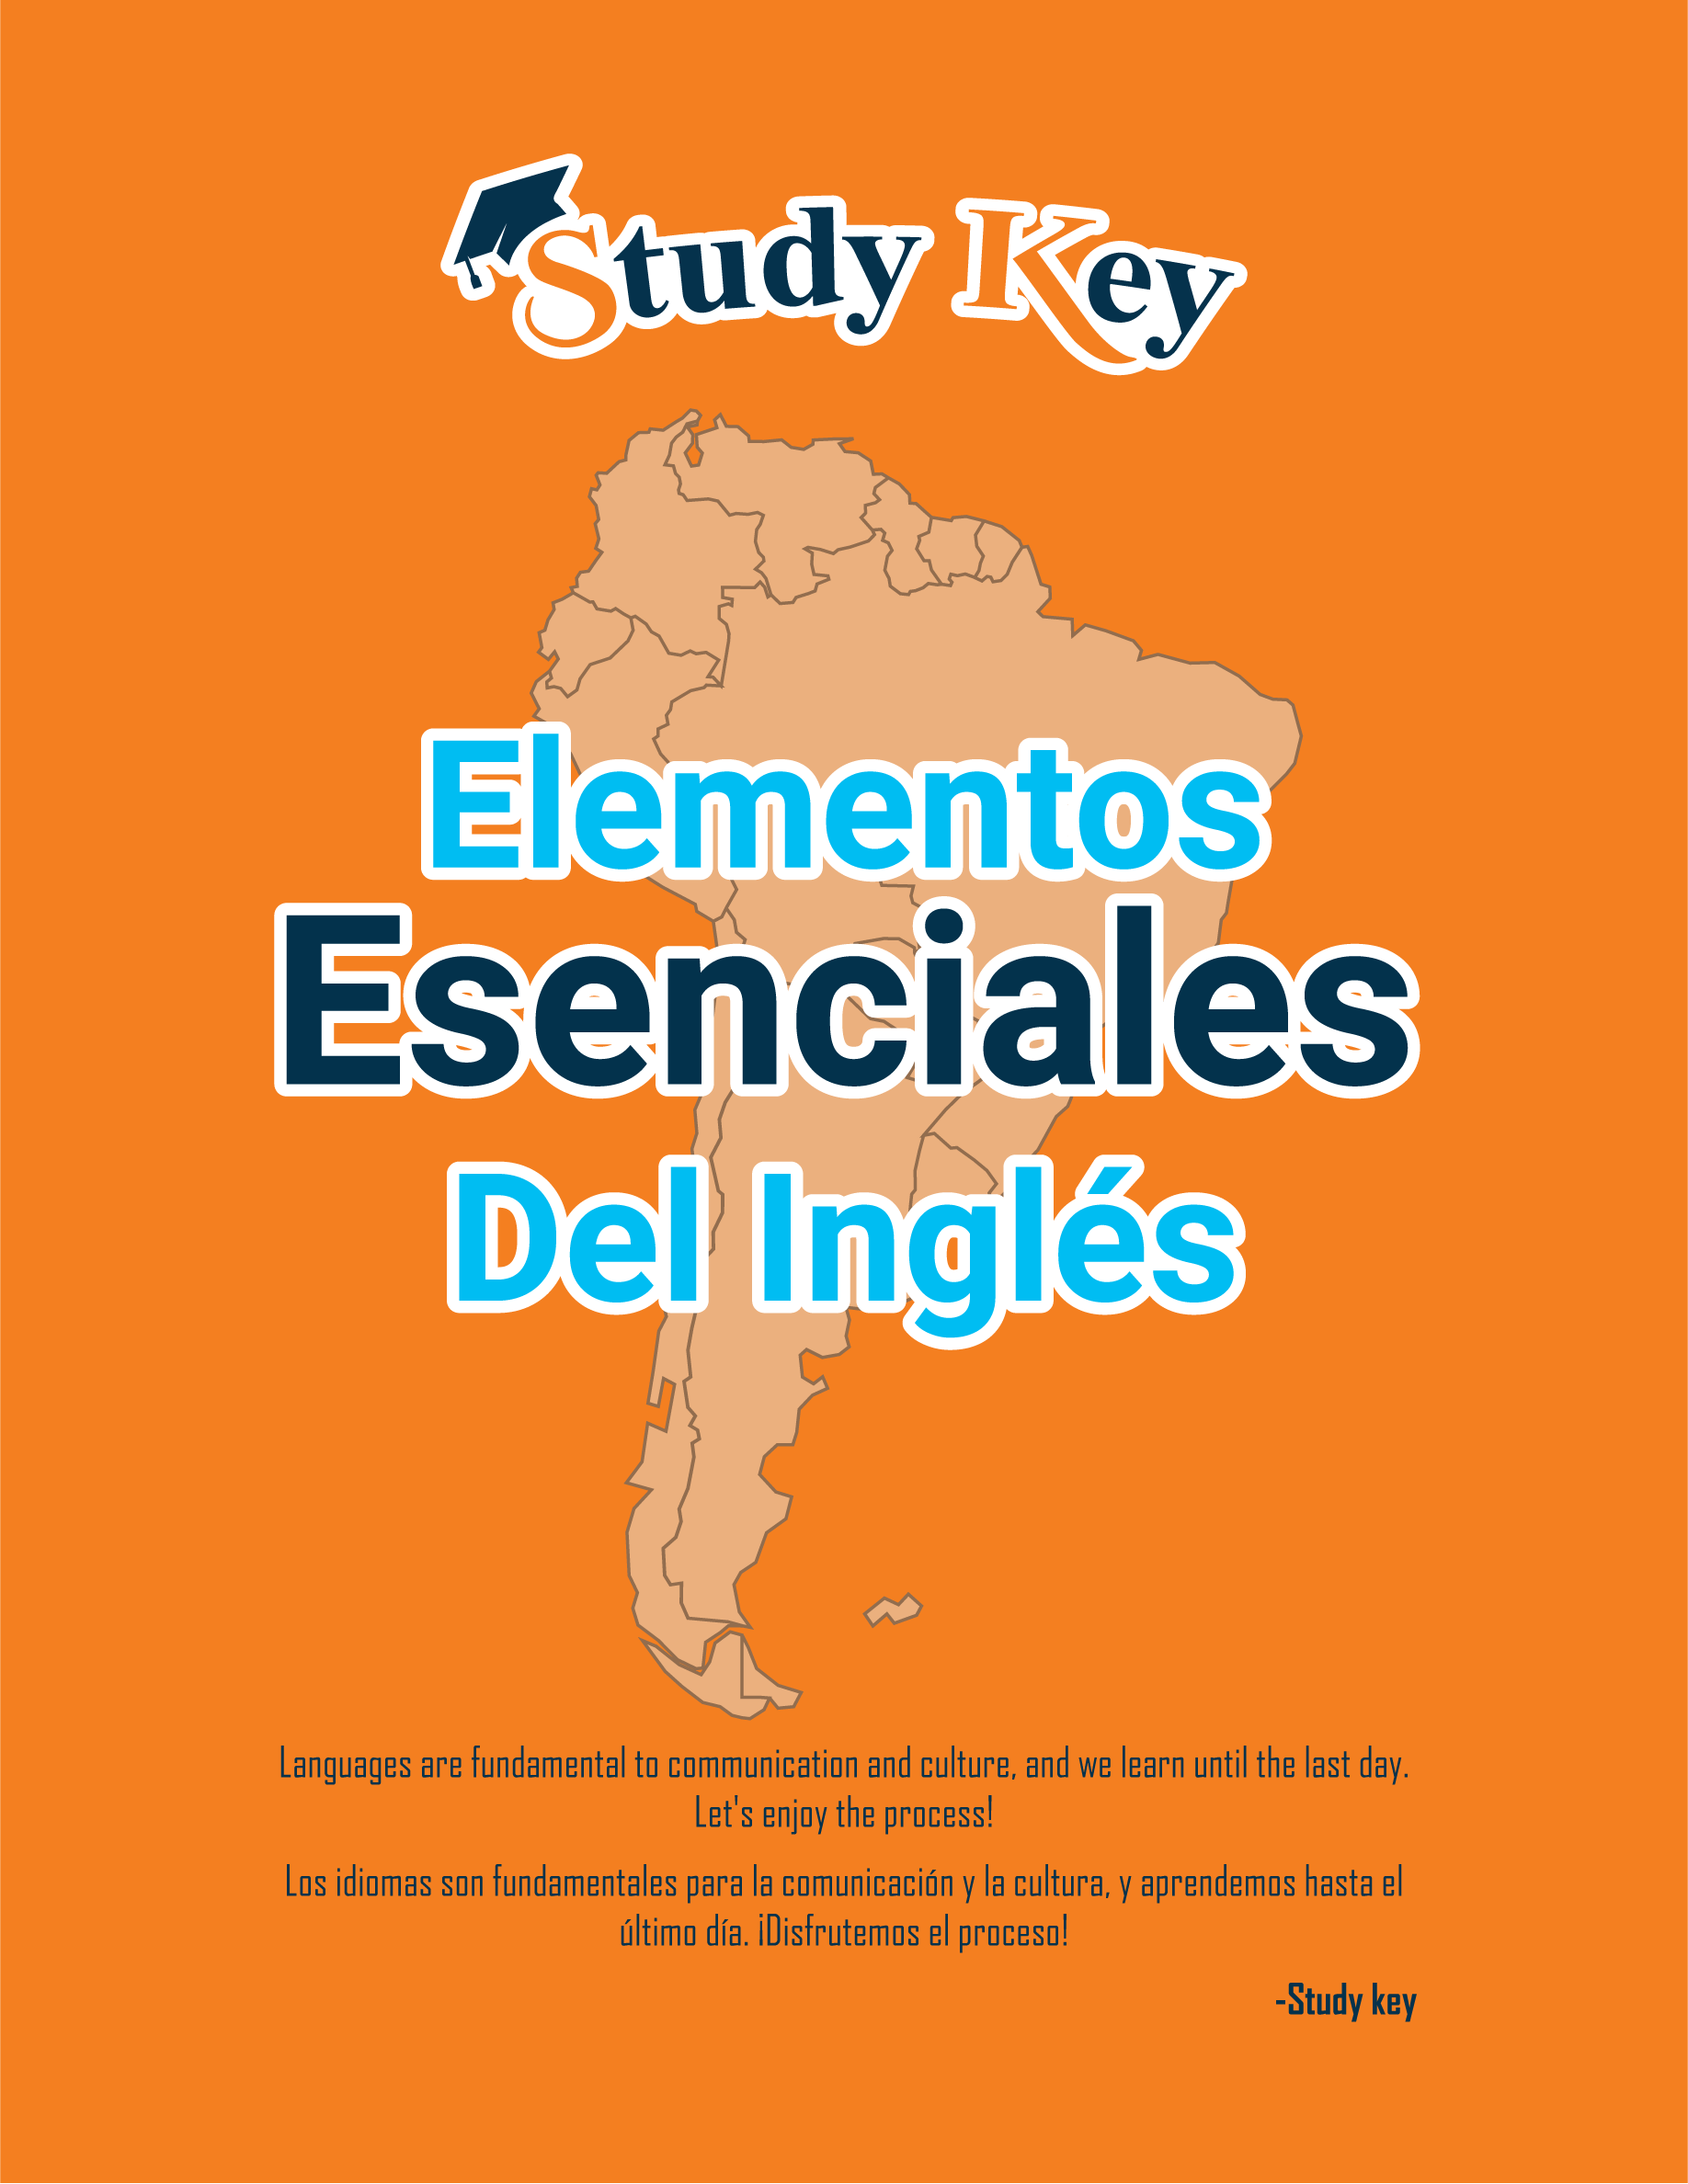 Study Key
Elementos
Esenciales
Del Inglés
Languages are fundamental to communication and culture, and we learn until the last day.
Let's enjoy the process!
Los idiomas son fundamentales para la comunicación y la cultura, y aprendemos hasta el
último día. ¡Disfrutemos el proceso!
-Study key